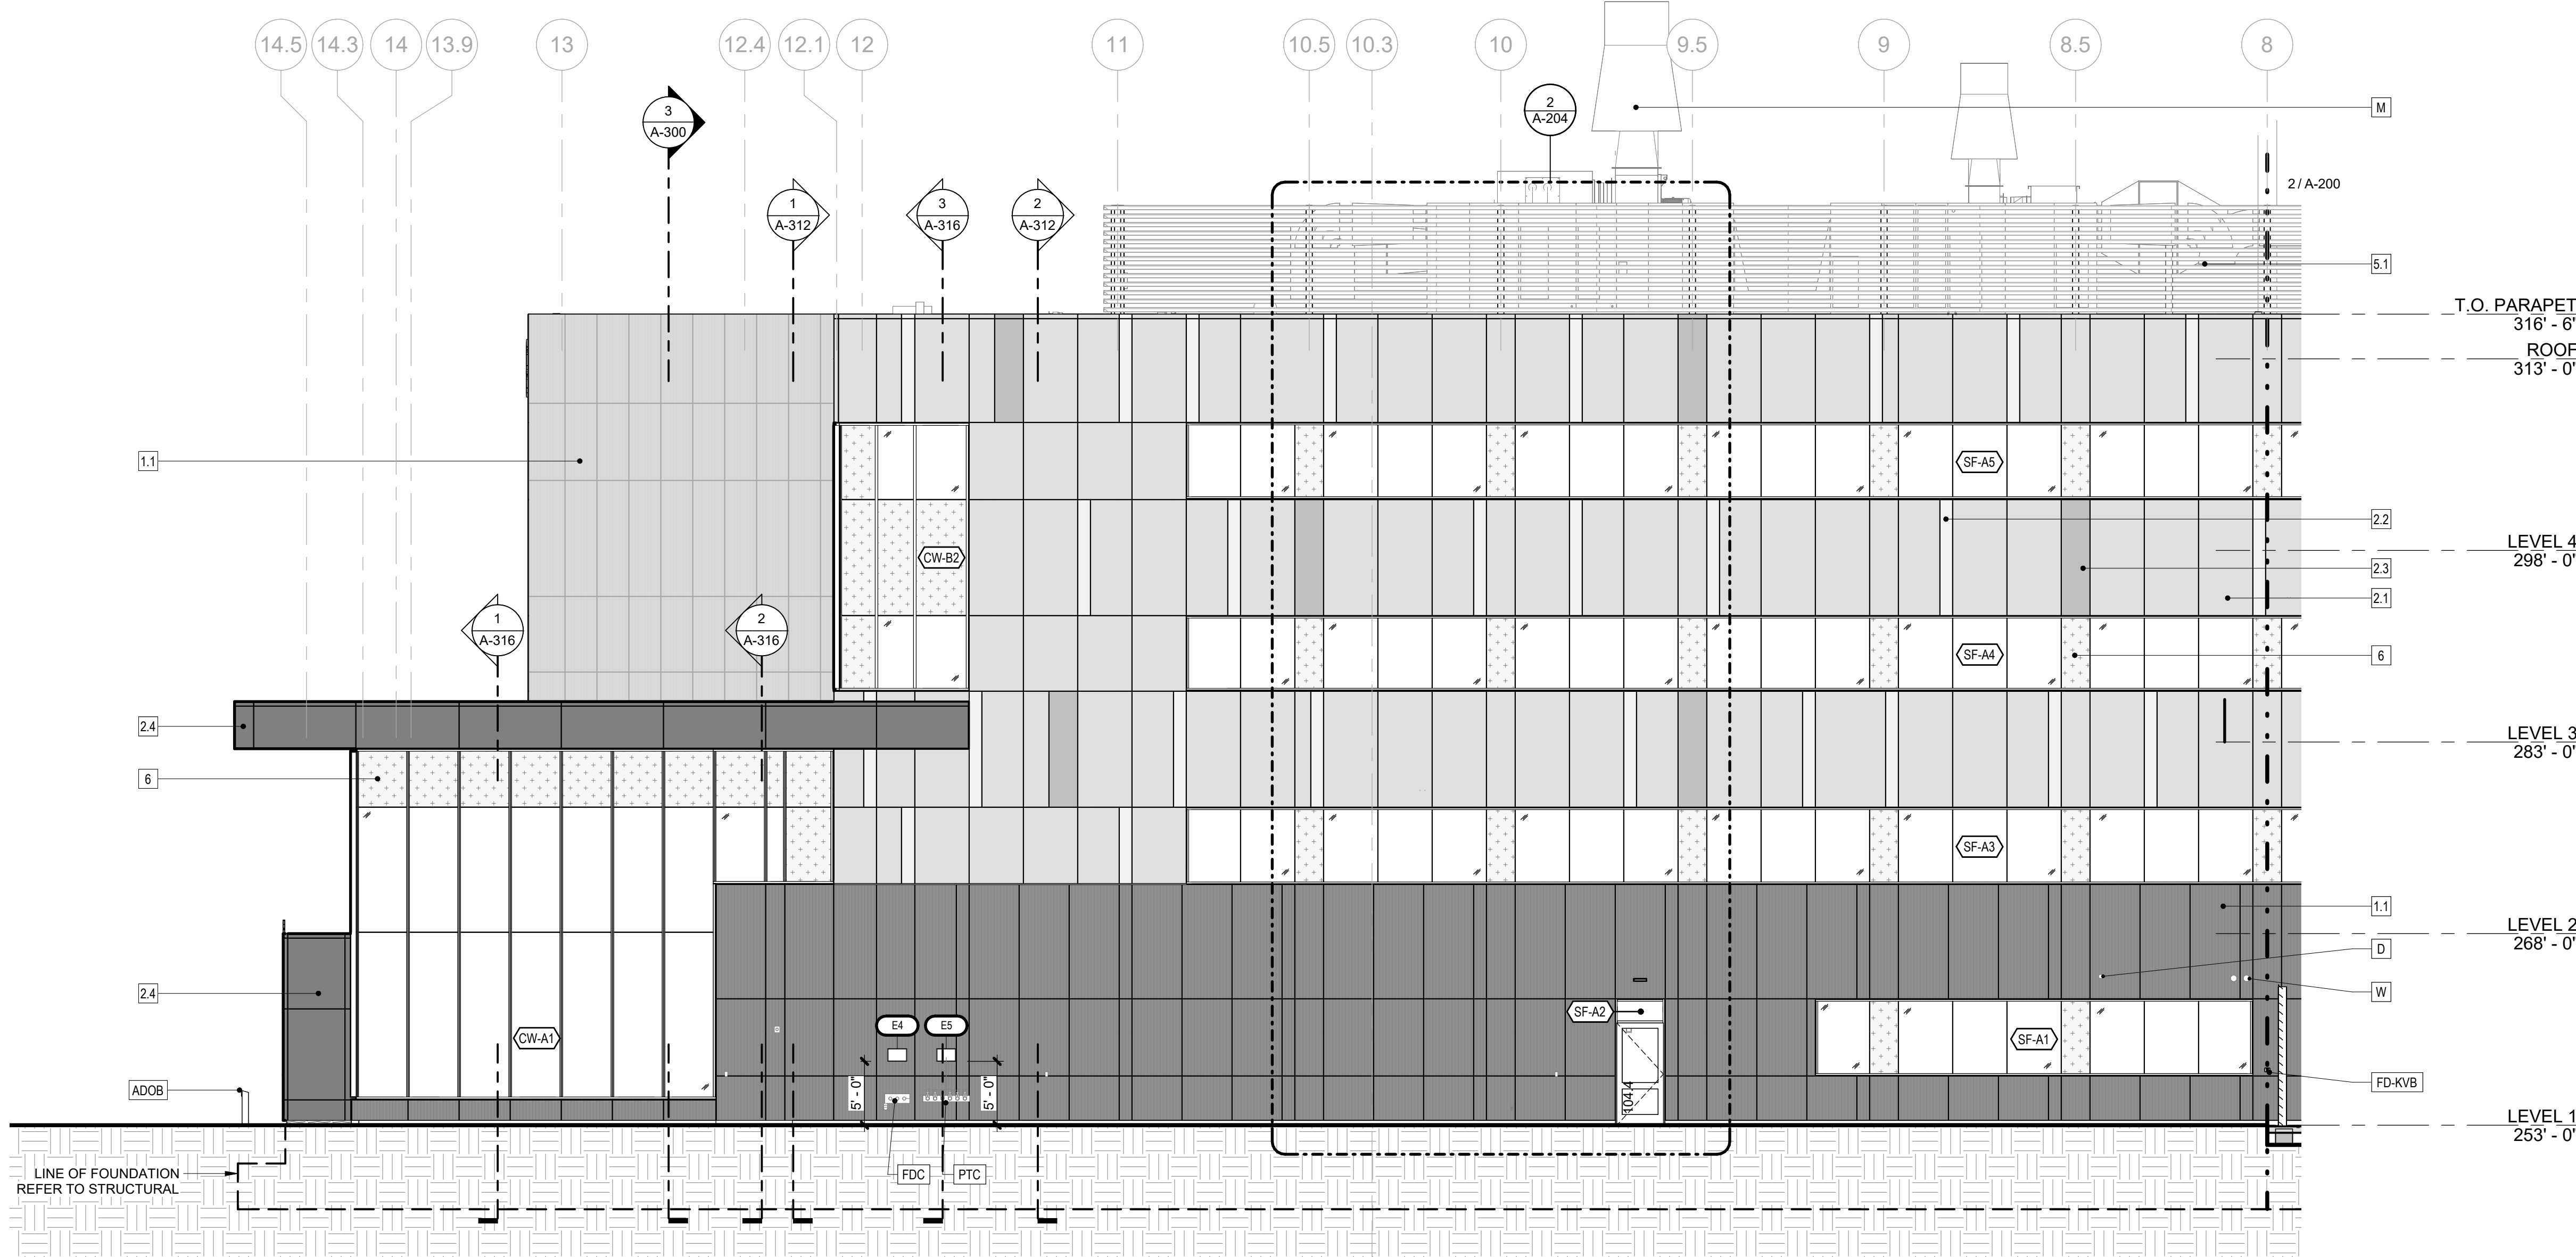 14.5
14.3
14
13.9
13
12.4
12.1
12
11
10.5
10.3
10
9.5
9
8.5
8
3
A-300
2
A-204
M
1
A-312
3
A-316
2
A-312
2 / A-200
5.1
T.O. PARAPET
316' - 6"
ROOF
313' - 0"
1.1
SF-A5
2.2
CW-B2
LEVEL 4
298' - 0"
2.3
2.1
1
A-316
2
A-316
SF-A4
6
2.4
LEVEL 3
283' - 0"
6
SF-A3
1.1
LEVEL 2
268' - 0"
D
2.4
W
SF-A2
E4
E5
CW-A1
SF-A1
ADOB
5' - 0"
5' - 0"
104.4
FD-KVB
LEVEL 1
253' - 0"
LINE OF FOUNDATION
REFER TO STRUCTURAL
FDC
PTC